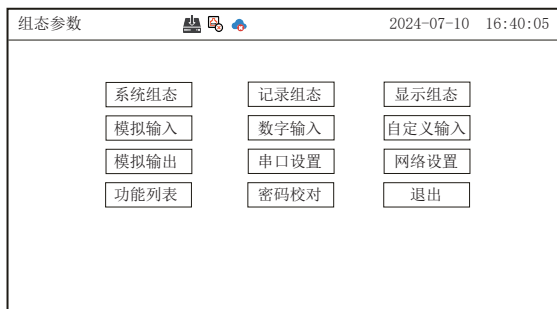 组态参数 2024-07-10 16:40:05
系统组态 记录组态 显示组态
模拟输入 数字输入 自定义输入
模拟输出 串口设置 网络设置
功能列表 密码校对 退出